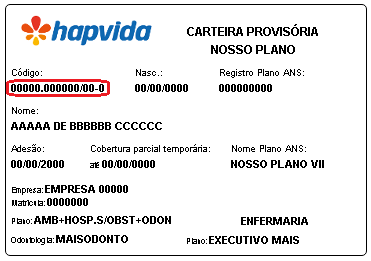 hapvida
CARTEIRA PROVISÓRIA
NOSSO PLANO
Código: Nasc.: Registro Plano ANS:
00000.000000/00-0 00/00/0000 000000000
Nome:
AAAAA DE BBBBBB CCCCCC
Adesão: Cobertura parcial temporária: Nome Plano ANS:
00/00/2000 até 00/00/0000 NOSSO PLANO VII
Empresa: EMPRESA 00000
Matrícula: 0000000
Plano: AMB+HOSP.S/OBST+ODON ENFERMARIA
Odontologia: MAISODONTO Plano: EXECUTIVO MAIS